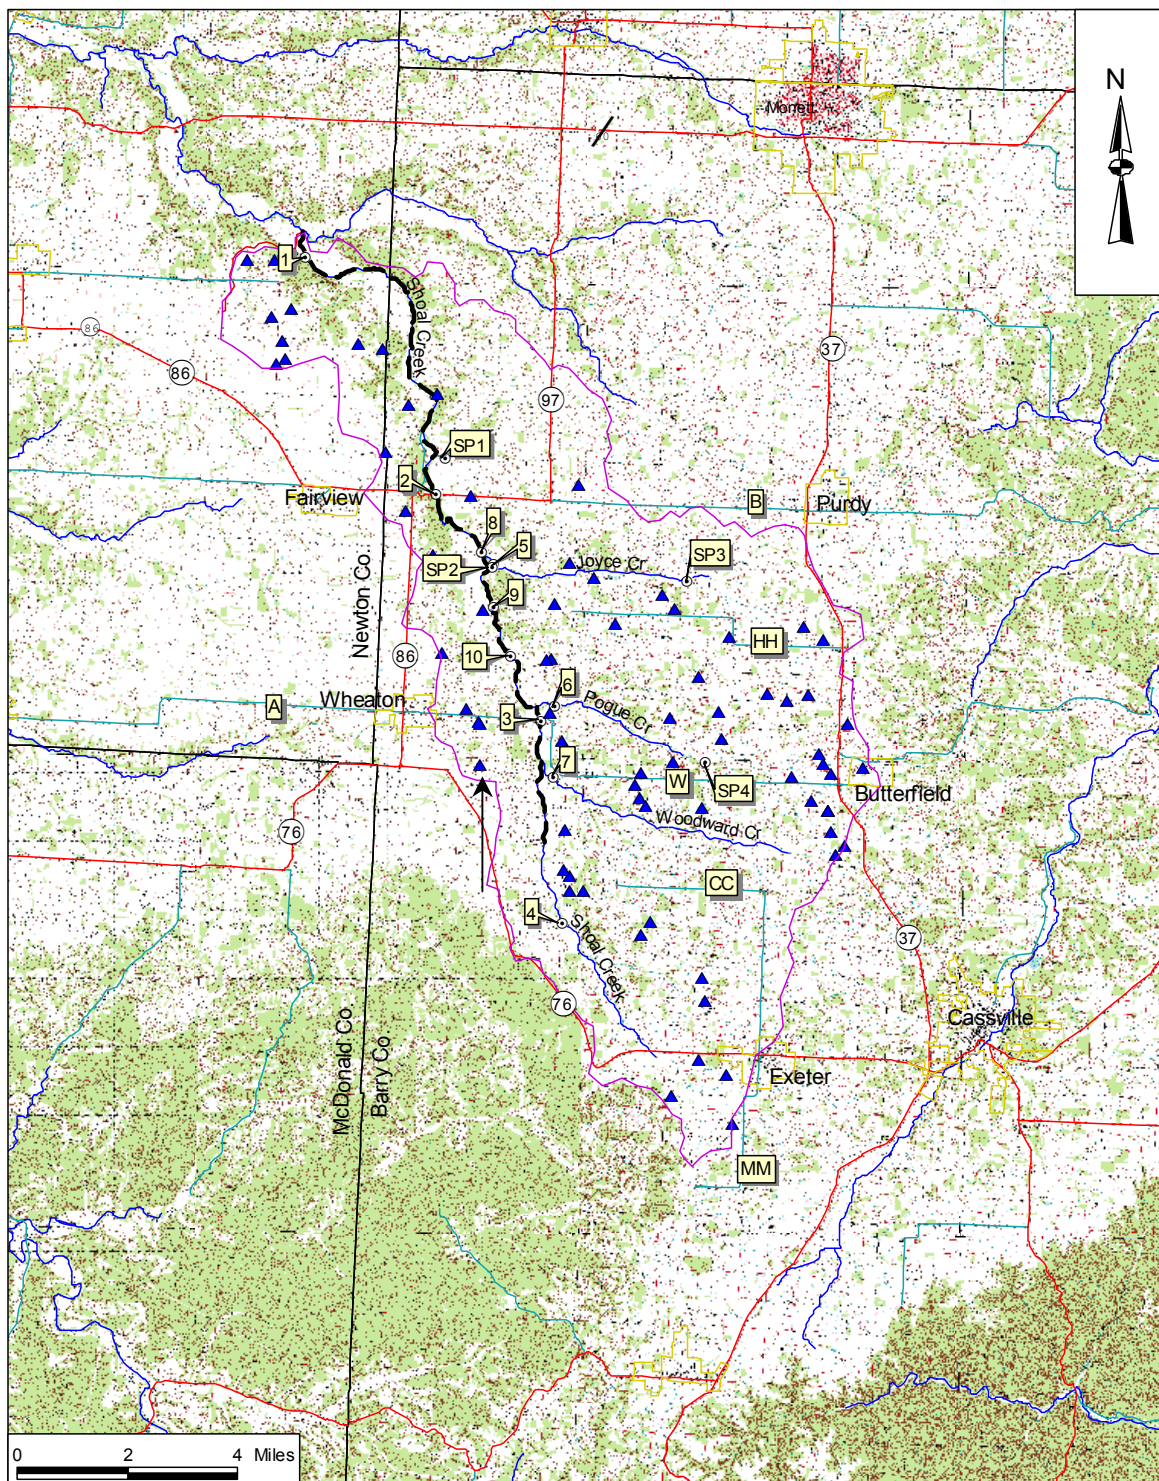 Monett
N
60
1
Shoal Creek
86
37
86
97
SP1
2
Fairview
B
Purdy
8
5
SP3
SP2
Joyce Cr
9
Newton Co
HH
10
86
6
Wheaton
A
Pogue Cr
3
7
W
SP4
Butterfield
Woodward Cr
76
CC
4
Shoal Creek
37
76
Cassville
McDonald Co
Barry Co
Exeter
MM
0 2 4 Miles